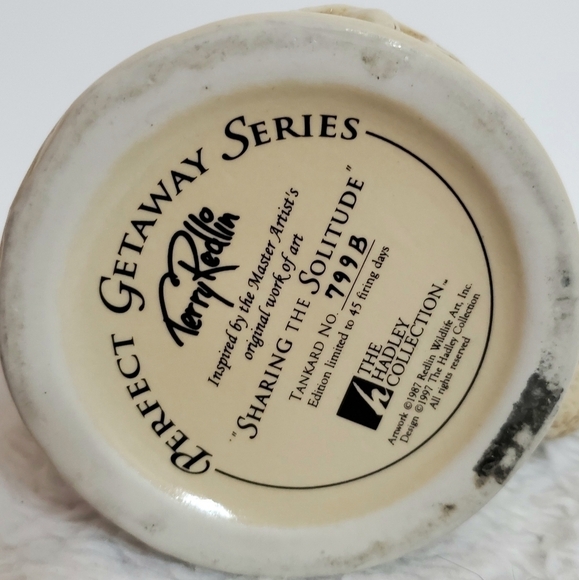 PERFECT GETAWAY SERIES
Terry Redlin
Inspired by the Master Artist's
original work of art
"SHARING THE SOLITUDE"
TANKARD NO. 799B
Edition limited to 45 firing days
THE
HADLEY
COLLECTION™
Artwork ©1987 Redlin Wildlife Art, Inc.
Design ©1997 The Hadley Collection
All rights reserved